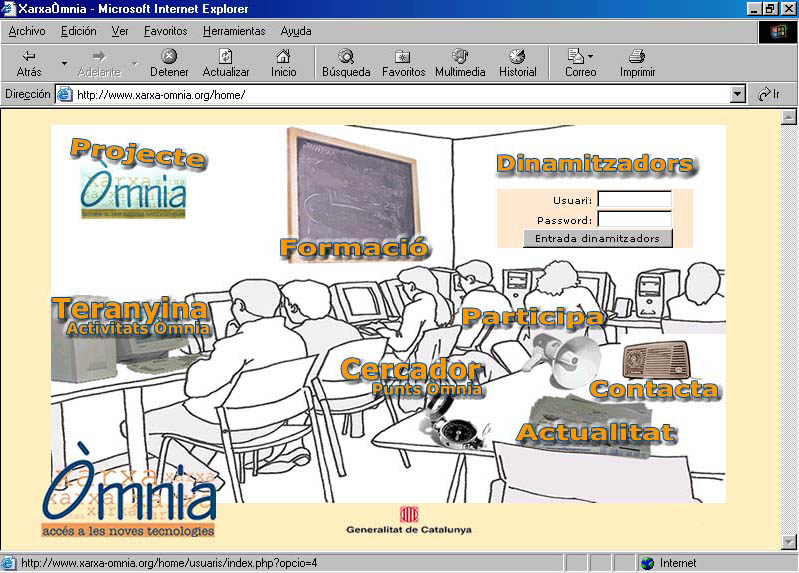 XarxaÒmnia - Microsoft Internet Explorer
Archivo Edición Ver Favoritos Herramientas Ayuda
Atrás Adelante Detener Actualizar Inicio Búsqueda Favoritos Multimedia Historial Correo Imprimir
Dirección http://www.xarxa-omnia.org/home/ Ir
Projecte
xarxa
Òmnia
accés a les noves tecnologies
Formació
Dinamitzadors
Usuari:
Password:
Entrada dinamitzadors
Teranyina
Activitats Òmnia
Participa
Cercador
Punts Òmnia
Contacta
Actualitat
xarxa xarxa
Òmnia
accés a les noves tecnologies
Generalitat de Catalunya
http://www.xarxa-omnia.org/home/usuaris/index.php?opcio=4 Internet